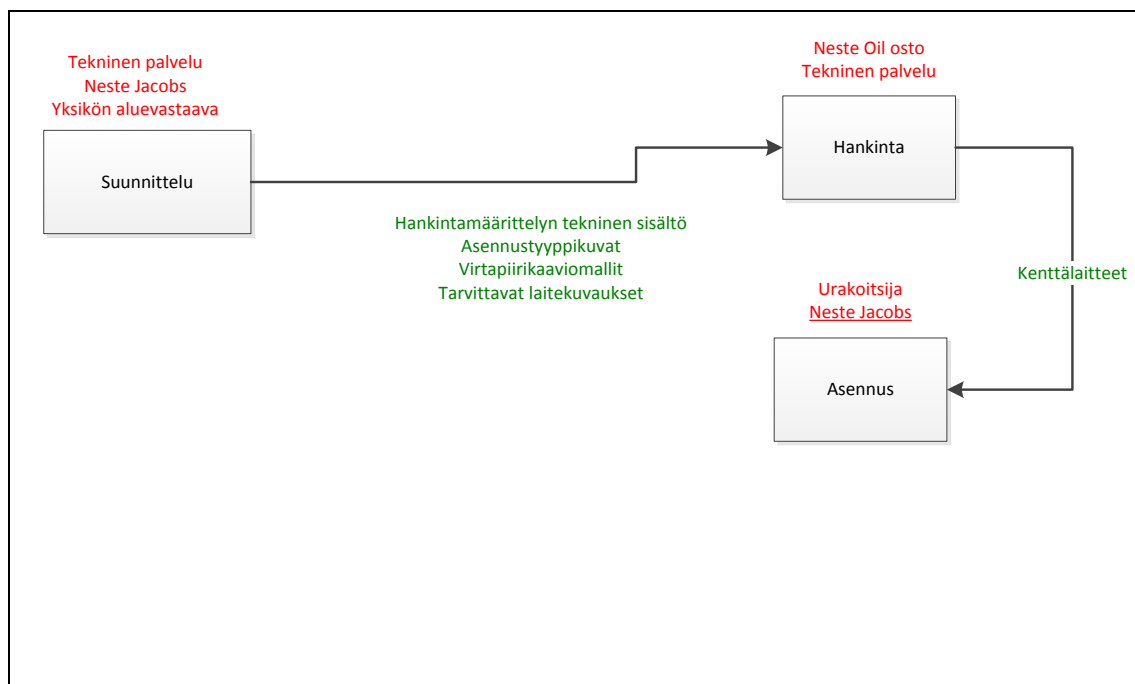 Tekninen palvelu
Neste Jacobs
Yksikön aluevastaava
Suunnittelu
Neste Oil osto
Tekninen palvelu
Hankinta
Hankintamäärittelyn tekninen sisältö
Asennustyyppikuvat
Virtapiirikaaviomallit
Tarvittavat laitekuvaukset
Kenttälaitteet
Urakoitsija
Neste Jacobs
Asennus